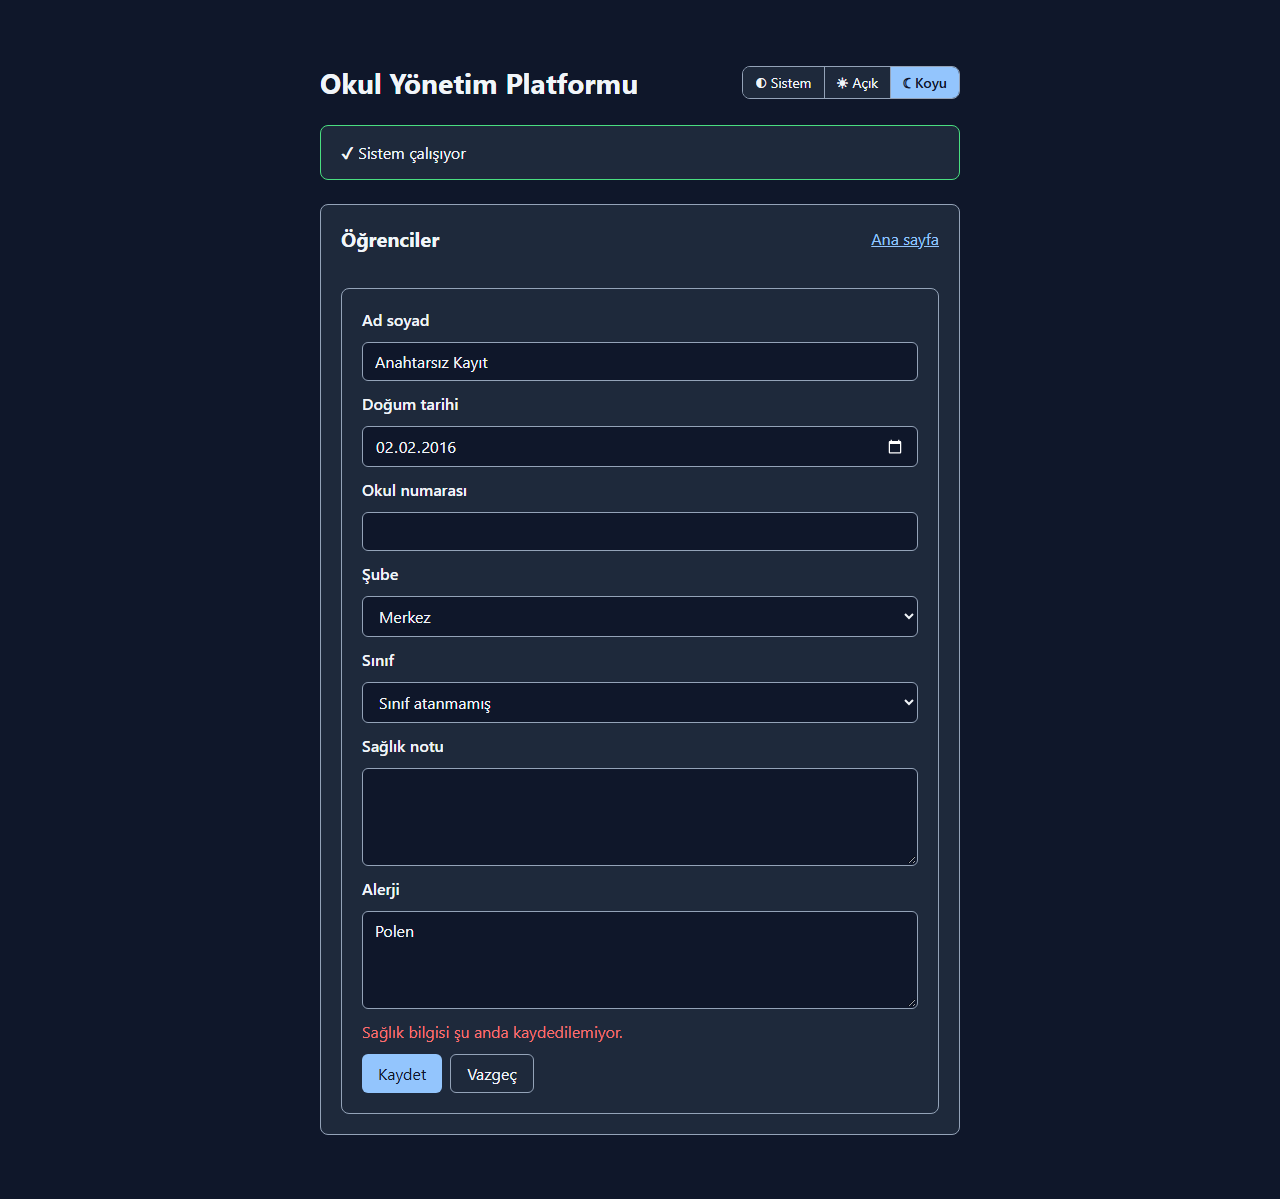 Okul Yönetim Platformu
Sistem
Açık
Koyu
Sistem çalışıyor
Öğrenciler
Ana sayfa
Ad soyad
Anahtarsız Kayıt
Doğum tarihi
02.02.2016
Okul numarası
Şube
Merkez
Sınıf
Sınıf atanmamış
Sağlık notu
Alerji
Polen
Sağlık bilgisi şu anda kaydedilemiyor.
Kaydet
Vazgeç